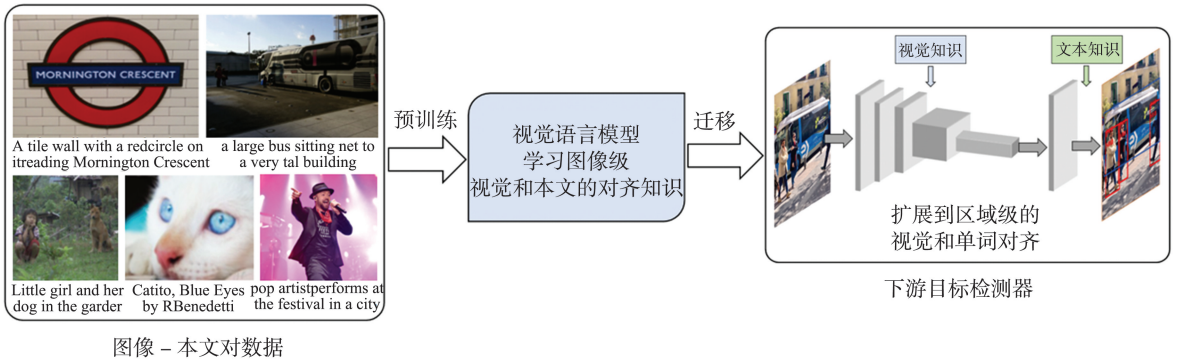 MORNINGTON CRESCENT
A tile wall with a redcircle on
itreading Mornington Crescent
a large bus sitting net to
a very tal building
Little girl and her
dog in the garder
Catito, Blue Eyes
by RBenedetti
pop artistperforms at
the festival in a city
图像 – 本文对数据
预训练
视觉语言模型
学习图像级
视觉和本文的对齐知识
迁移
视觉知识
文本知识
扩展到区域级的
视觉和单词对齐
下游目标检测器